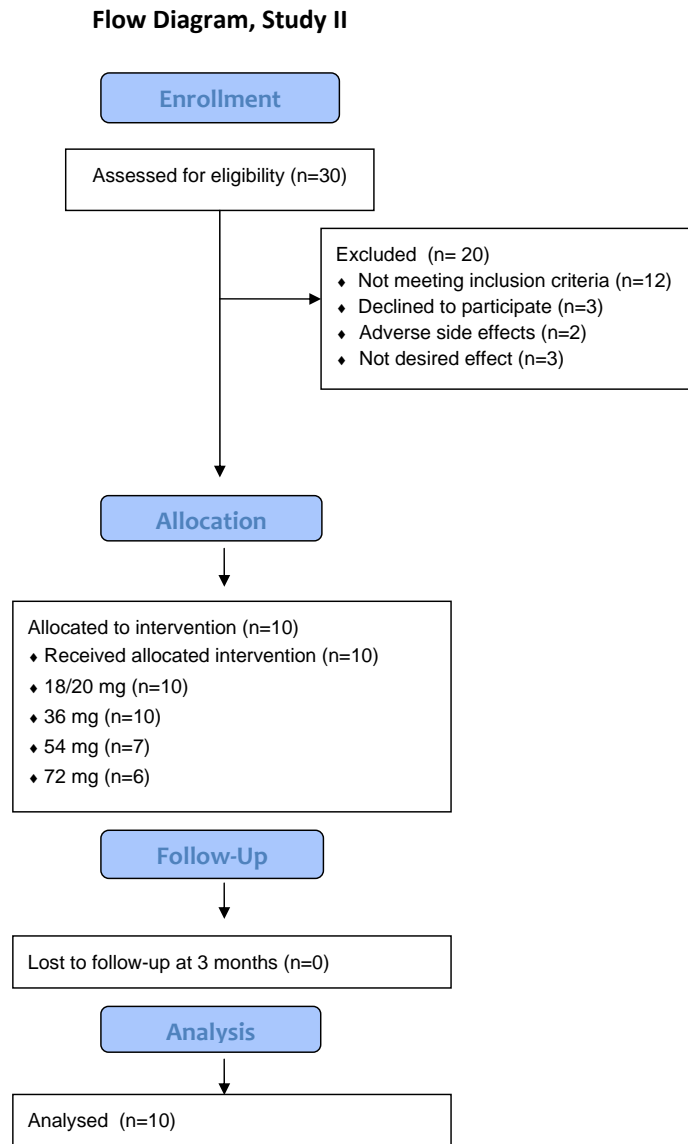 Flow Diagram, Study II
Enrollment
Assessed for eligibility (n=30)
Excluded (n= 20)
♦ Not meeting inclusion criteria (n=12)
♦ Declined to participate (n=3)
♦ Adverse side effects (n=2)
♦ Not desired effect (n=3)
Allocation
Allocated to intervention (n=10)
♦ Received allocated intervention (n=10)
♦ 18/20 mg (n=10)
♦ 36 mg (n=10)
♦ 54 mg (n=7)
♦ 72 mg (n=6)
Follow-Up
Lost to follow-up at 3 months (n=0)
Analysis
Analysed (n=10)